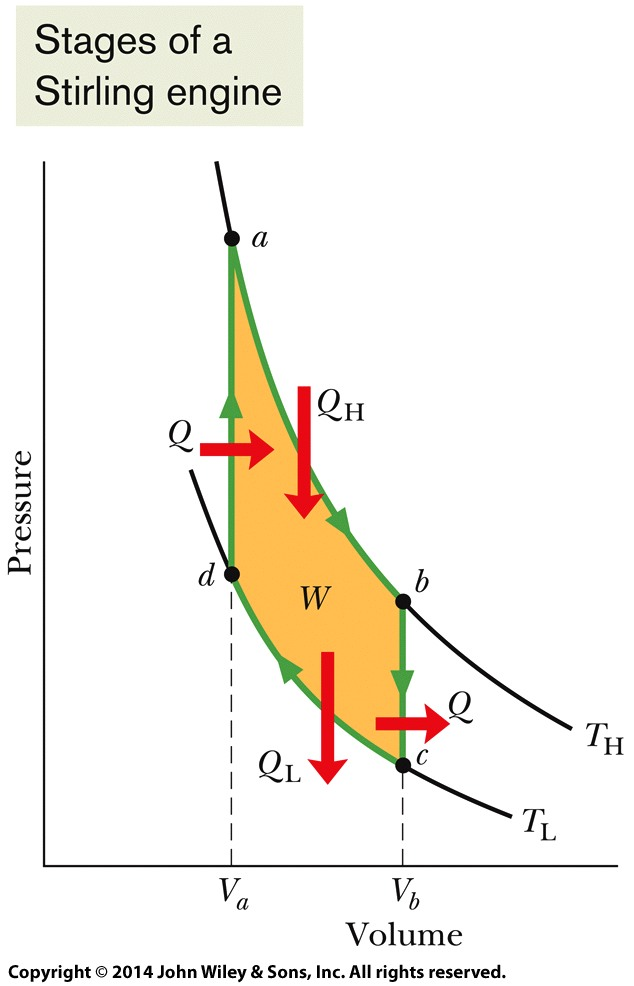 Stages of a
Stirling engine
a
Q_H
Q
Pressure
d
b
W
Q
Q_L
c
T_H
T_L
V_a
V_b
Volume
Copyright © 2014 John Wiley & Sons, Inc. All rights reserved.